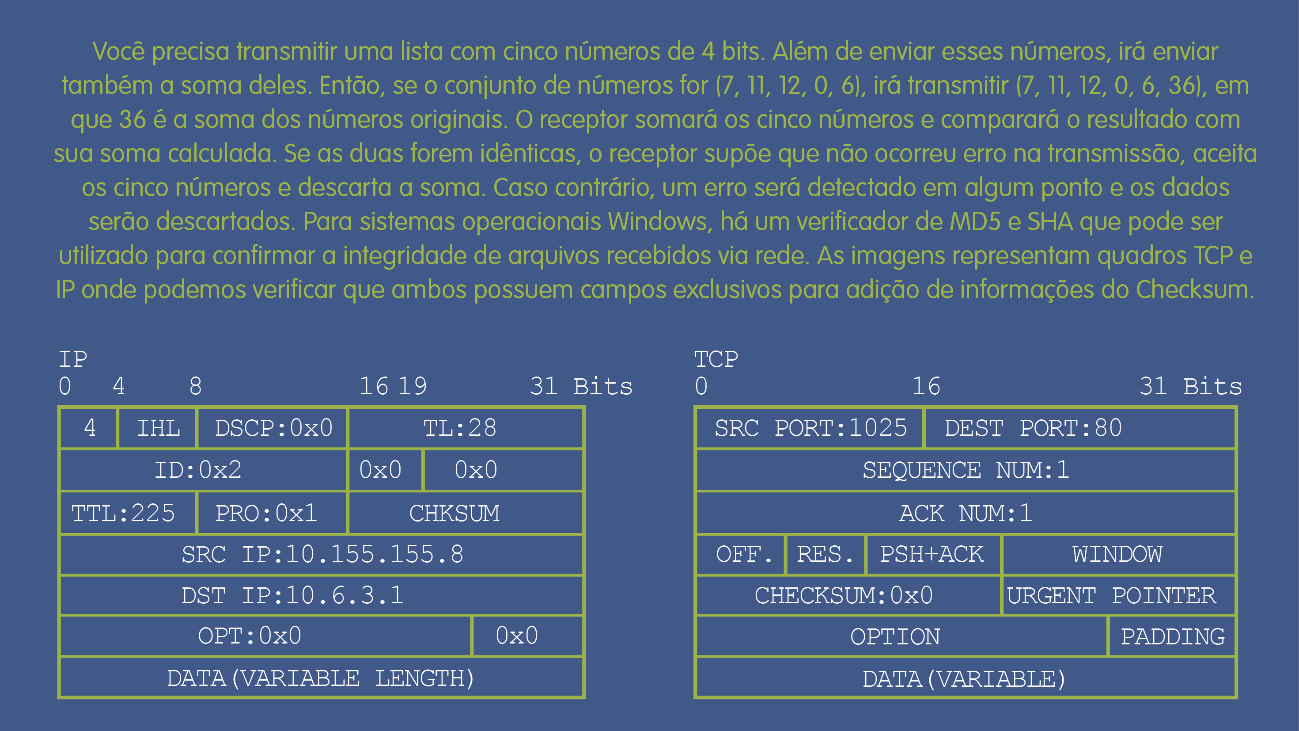 Você precisa transmitir uma lista com cinco números de 4 bits. Além de enviar esses números, irá enviar
também a soma deles. Então, se o conjunto de números for (7, 11, 12, 0, 6), irá transmitir (7, 11, 12, 0, 6, 36), em
que 36 é a soma dos números originais. O receptor somará os cinco números e comparará o resultado com
sua soma calculada. Se as duas forem idênticas, o receptor supõe que não ocorreu erro na transmissão, aceita
os cinco números e descarta a soma. Caso contrário, um erro será detectado em algum ponto e os dados
serão descartados. Para sistemas operacionais Windows, há um verificador de MD5 e SHA que pode ser
utilizado para confirmar a integridade de arquivos recebidos via rede. As imagens representam quadros TCP e
IP onde podemos verificar que ambos possuem campos exclusivos para adição de informações do Checksum.
IP
0 4 8 16 19 31 Bits
4 IHL DSCP:0x0 TL:28
ID:0x2 0x0 0x0
TTL:225 PRO:0x1 CHKSUM
SRC IP:10.155.155.8
DST IP:10.6.3.1
OPT:0x0 0x0
DATA(VARIABLE LENGTH)
TCP
0 16 31 Bits
SRC PORT:1025 DEST PORT:80
SEQUENCE NUM:1
ACK NUM:1
OFF. RES. PSH+ACK WINDOW
CHECKSUM:0x0 URGENT POINTER
OPTION PADDING
DATA(VARIABLE)